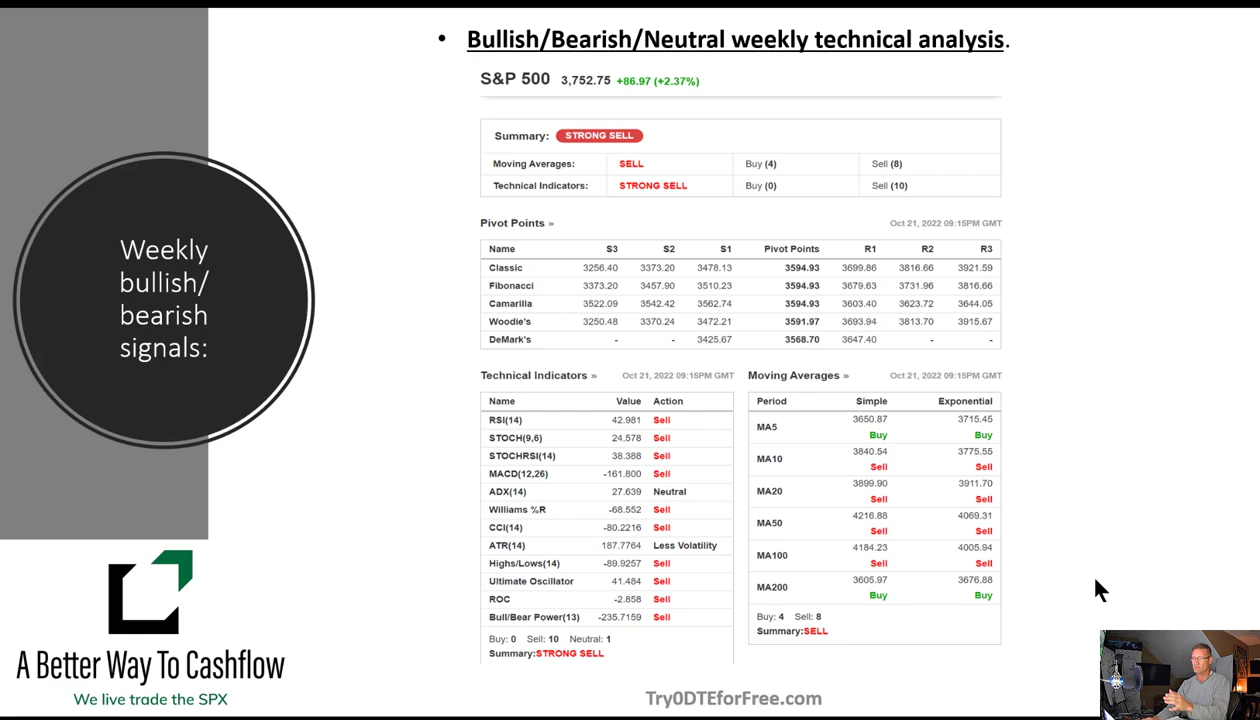 • Bullish/Bearish/Neutral weekly technical analysis.
Weekly
bullish/
bearish
signals:
S&P 500 3,752.75 +86.97 (+2.37%)
Summary: STRONG SELL
Moving Averages: SELL Buy (4) Sell (8)
Technical Indicators: STRONG SELL Buy (0) Sell (10)
Pivot Points » Oct 21, 2022 09:15PM GMT
Name S3 S2 S1 Pivot Points R1 R2 R3
Classic 3256.40 3373.20 3478.13 3594.93 3699.86 3816.66 3921.59
Fibonacci 3373.20 3457.90 3510.23 3594.93 3679.63 3731.96 3816.66
Camarilla 3522.09 3542.42 3562.74 3594.93 3603.40 3623.72 3644.05
Woodie's 3250.48 3370.24 3472.21 3591.97 3693.94 3813.70 3915.67
DeMark's - - 3425.67 3568.70 3647.40 - -
Technical Indicators » Oct 21, 2022 09:15PM GMT
Name Value Action
RSI(14) 42.981 Sell
STOCH(9,6) 24.578 Sell
STOCHRSI(14) 38.388 Sell
MACD(12,26) -161.800 Sell
ADX(14) 27.639 Neutral
Williams %R -68.552 Sell
CCI(14) -80.2216 Sell
ATR(14) 187.7764 Less Volatility
Highs/Lows(14) -89.9257 Sell
Ultimate Oscillator 41.484 Sell
ROC -2.858 Sell
Bull/Bear Power(13) -235.7159 Sell
Buy: 0 Sell: 10 Neutral: 1
Summary:STRONG SELL
Moving Averages » Oct 21, 2022 09:15PM GMT
Period Simple Exponential
MA5 3650.87 3715.45
Buy Buy
MA10 3840.54 3775.55
Sell Sell
MA20 3899.90 3911.70
Sell Sell
MA50 4216.88 4069.31
Sell Sell
MA100 4184.23 4005.94
Sell Sell
MA200 3605.97 3676.88
Buy Buy
Buy: 4 Sell: 8
Summary:SELL
A Better Way To Cashflow
We live trade the SPX
Try0DTEforFree.com